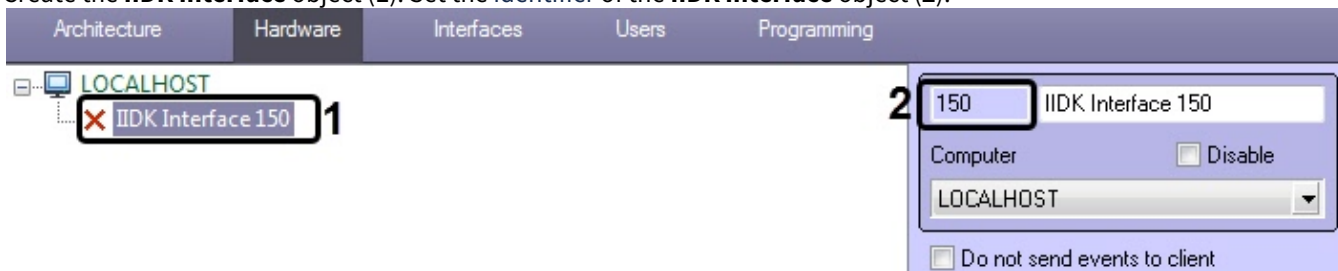 Create the IIDK Interface object (1). Set the identifier of the IIDK Interface object (2).
Architecture Hardware Interfaces Users Programming
LOCALHOST
IIDK Interface 150 1
2 150 IIDK Interface 150
Computer Disable
LOCALHOST
Do not send events to client